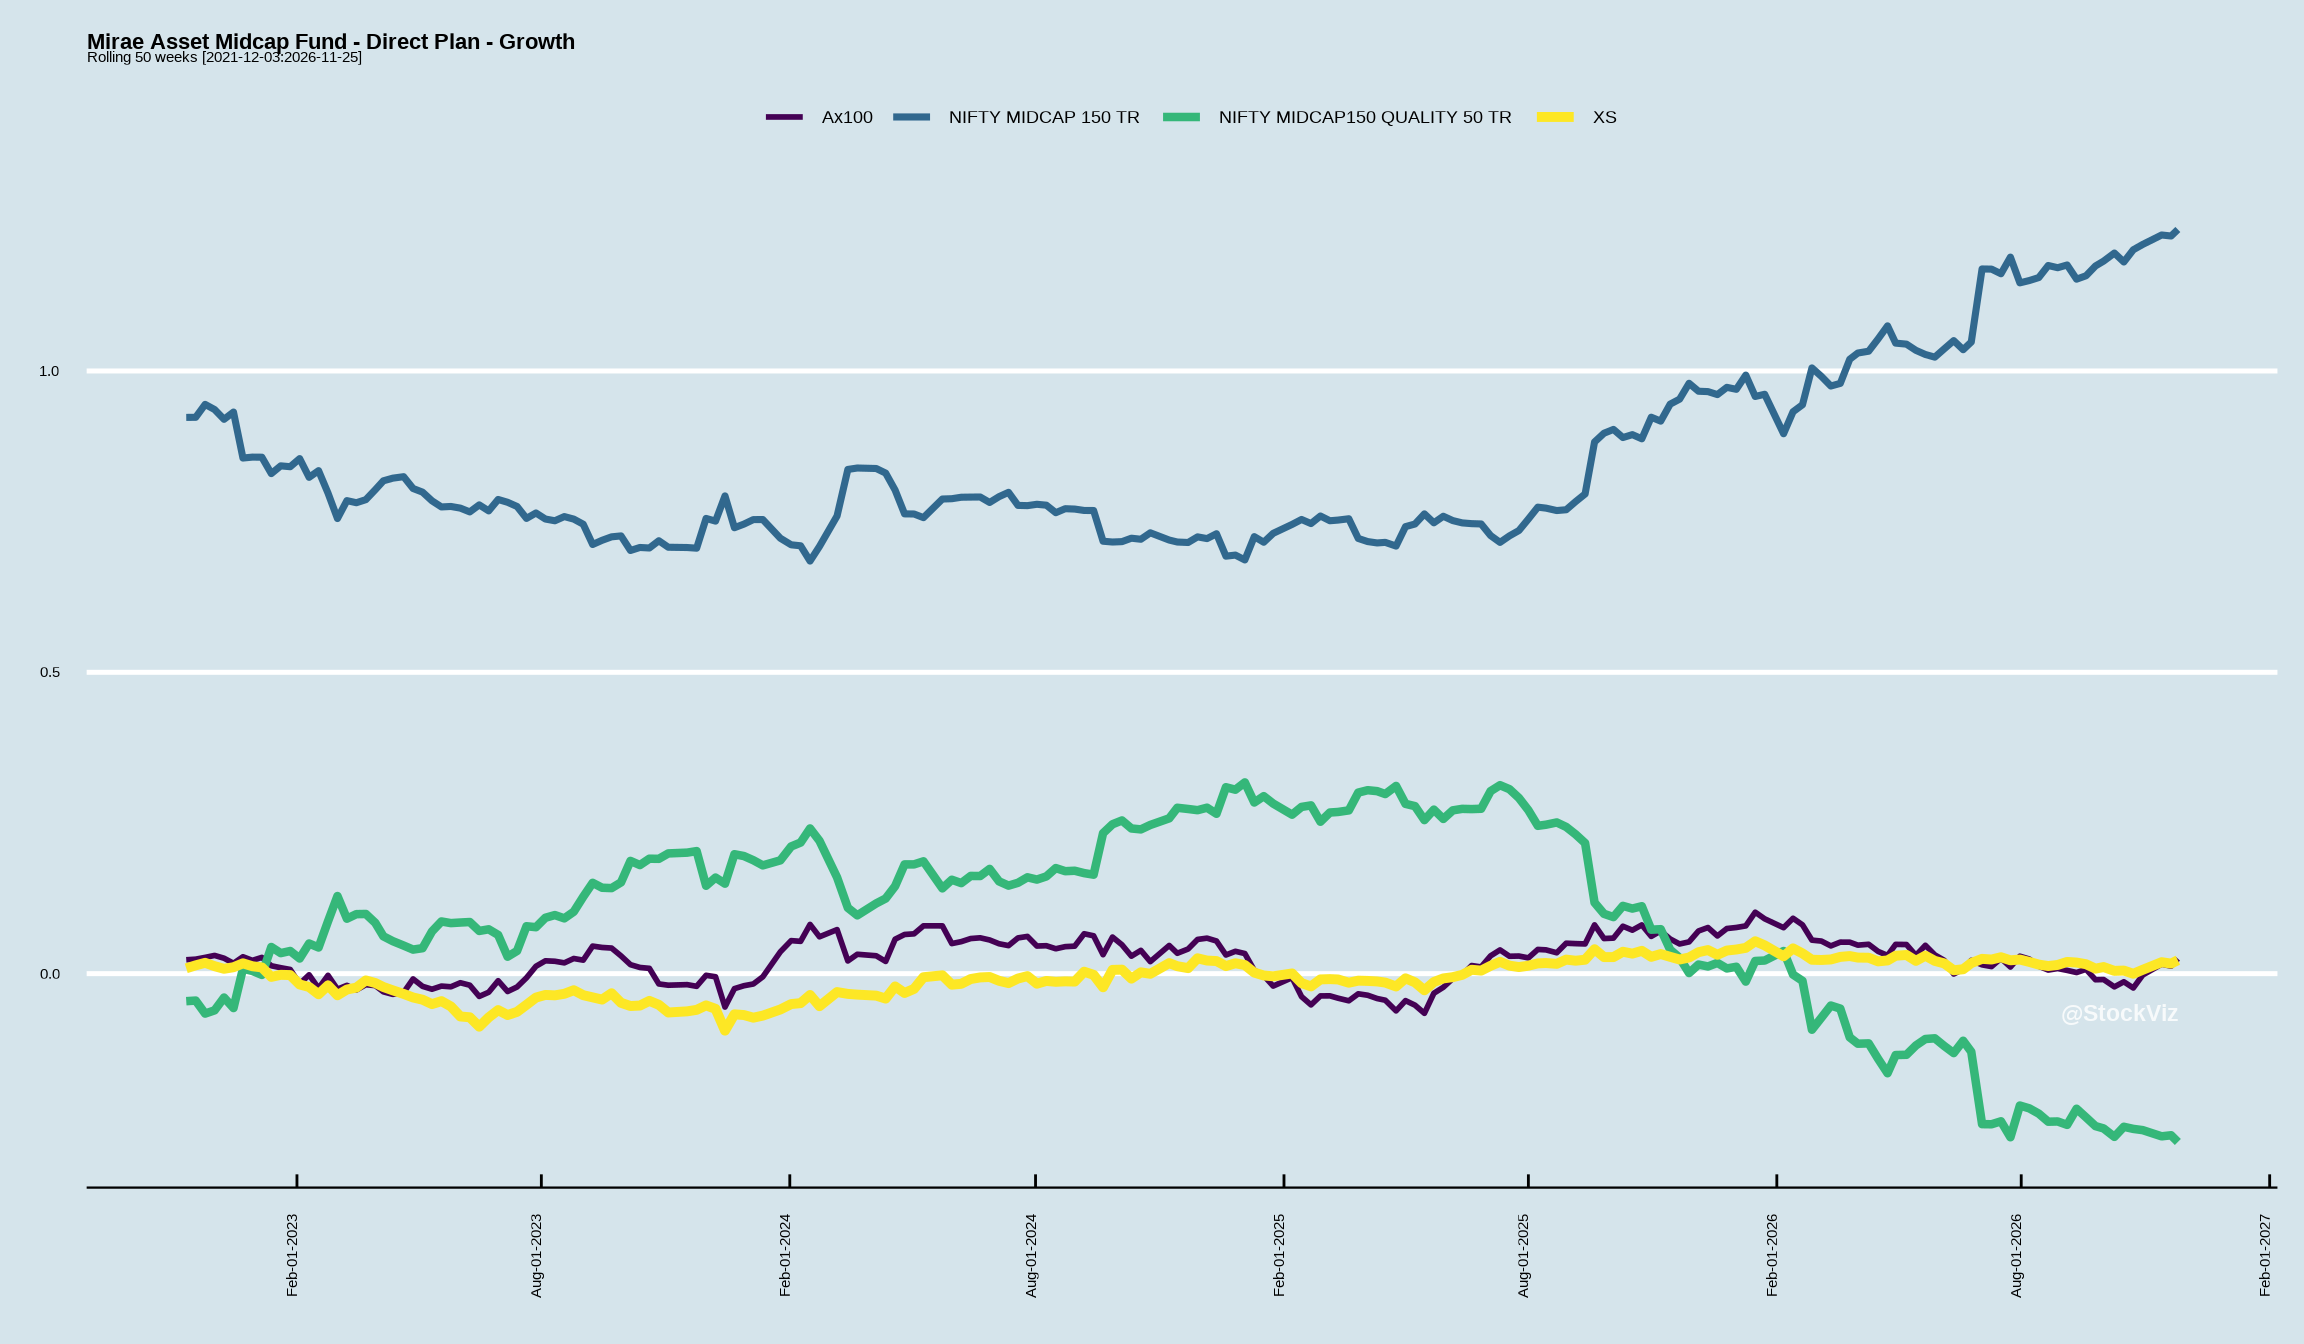 Mirae Asset Midcap Fund - Direct Plan - Growth
Rolling 50 weeks [2021-12-03:2026-11-25]
Ax100 NIFTY MIDCAP 150 TR NIFTY MIDCAP150 QUALITY 50 TR XS
1.0
0.5
0.0
@StockViz
Feb-01-2023
Aug-01-2023
Feb-01-2024
Aug-01-2024
Feb-01-2025
Aug-01-2025
Feb-01-2026
Aug-01-2026
Feb-01-2027